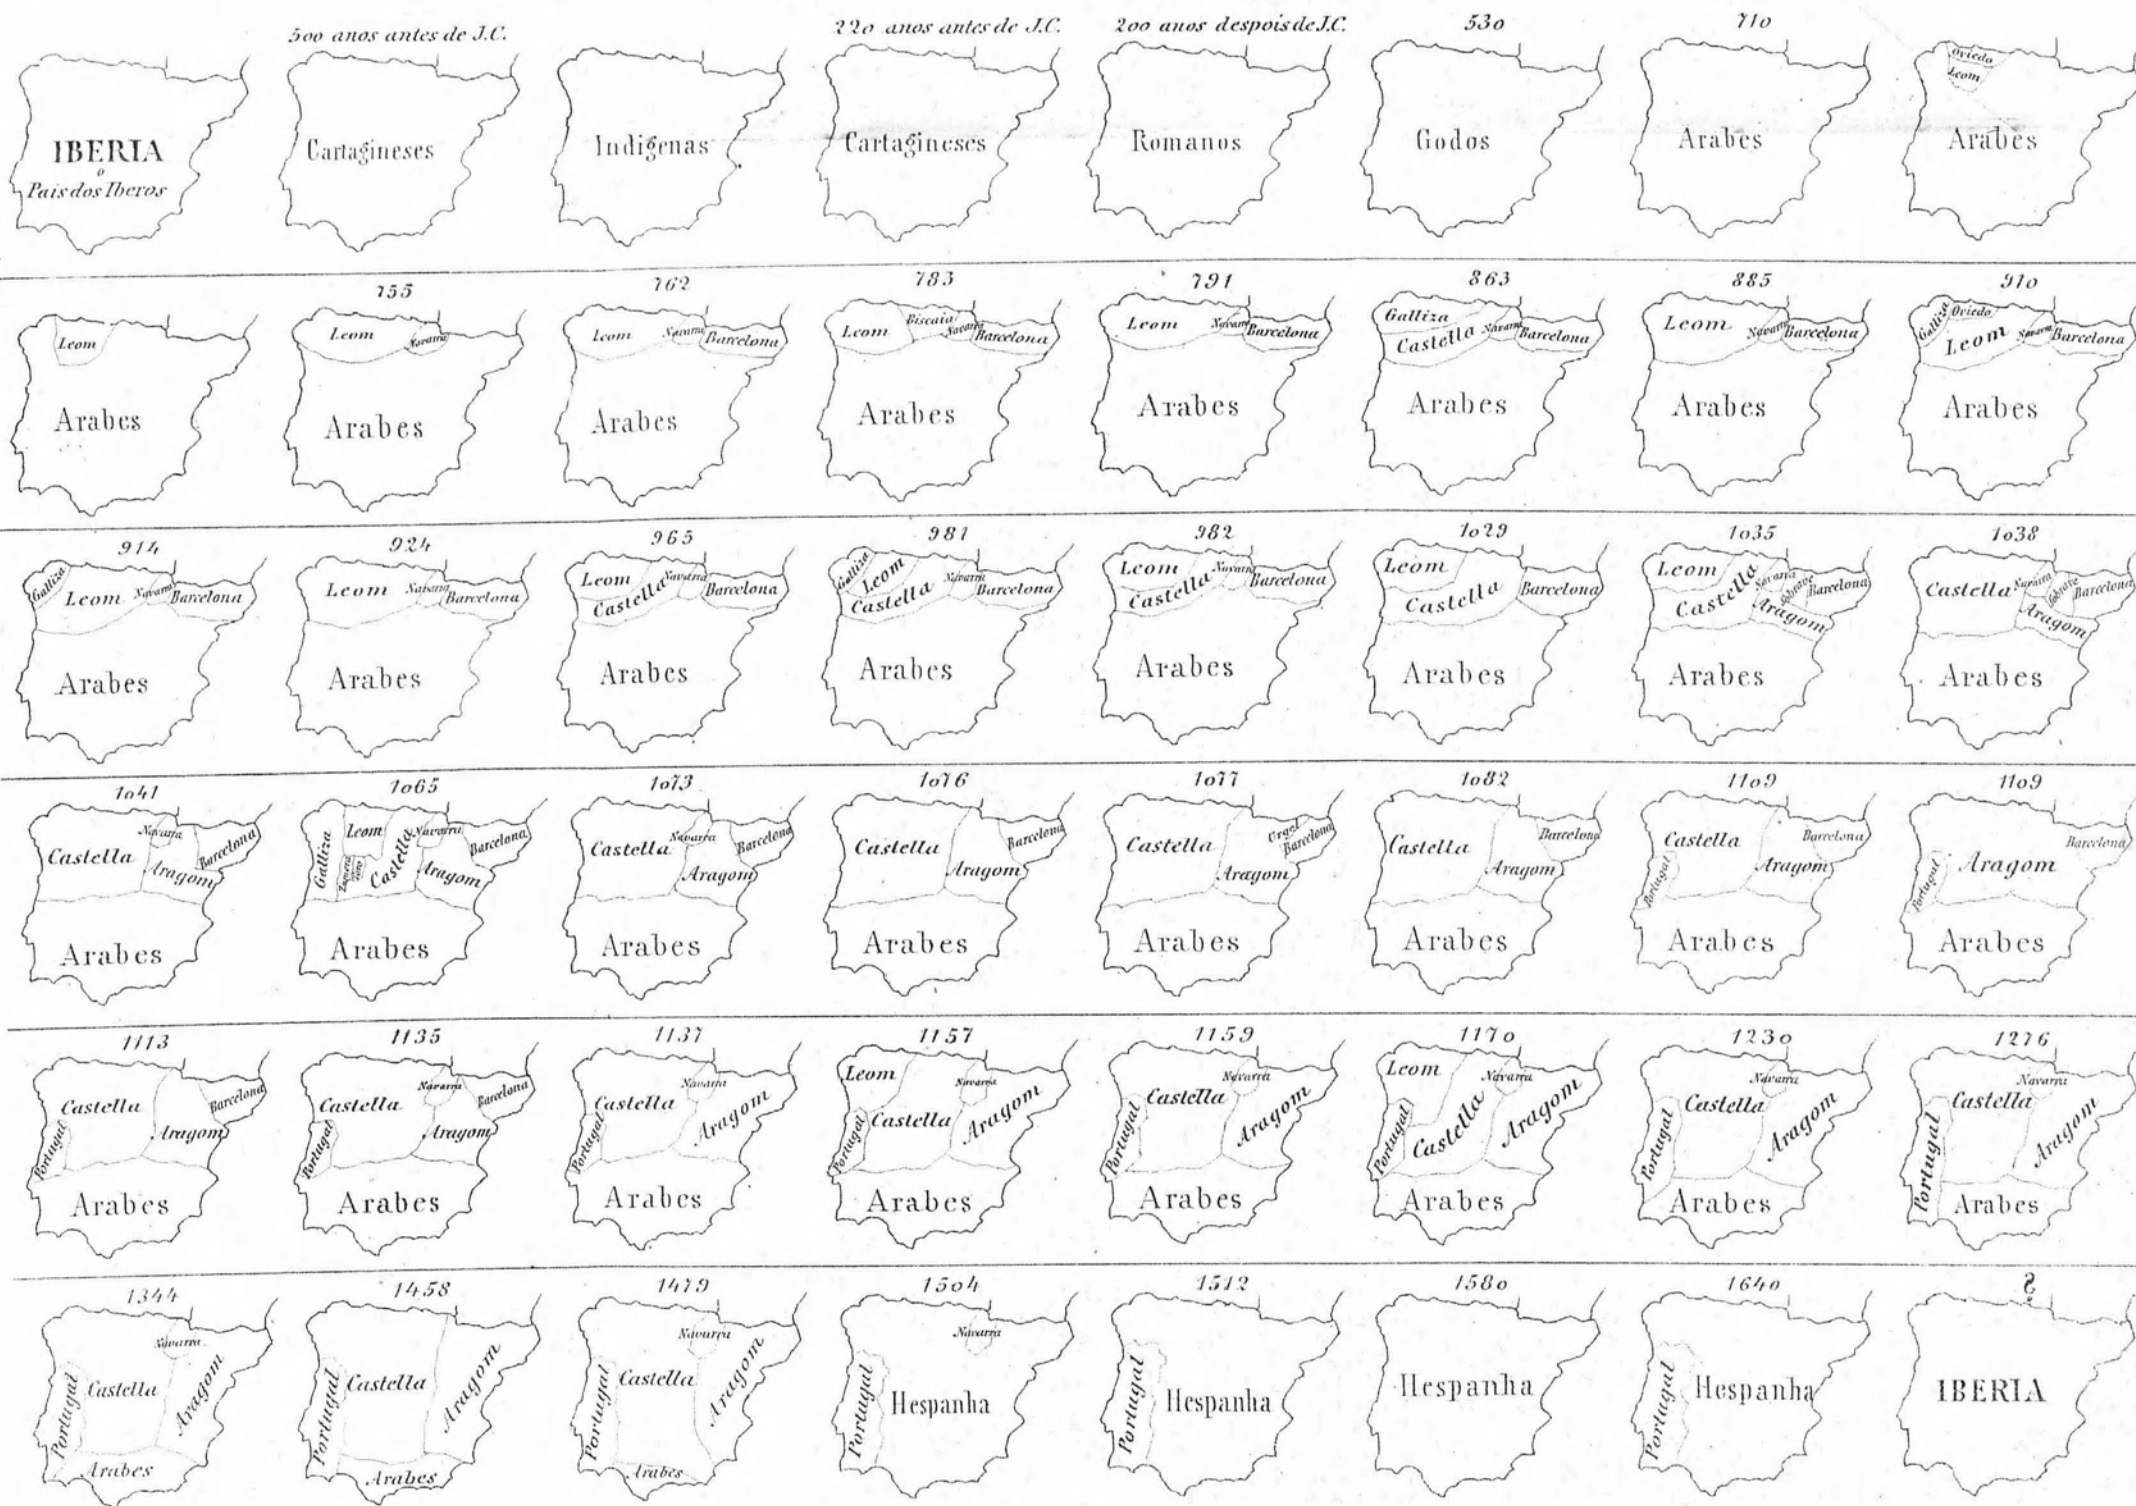 500 anos antes de J.C.
220 anos antes de J.C.
200 anos despois de J.C.
530
710
IBERIA
o
Pais dos Iberos
Cartagineses
Indigenas
Cartagineses
Romanos
Godos
Arabes
Oviedo
Leom
Arabes
755
762
783
791
863
885
910
Leom
Arabes
Leom
Navarra
Arabes
Leom
Navarra
Barcelona
Arabes
Leom
Biscaia
Navarra
Barcelona
Arabes
Leom
Navarra
Barcelona
Arabes
Galliza
Castella
Navarra
Barcelona
Arabes
Leom
Navarra
Barcelona
Arabes
Galliza
Oviedo
Leom
Navarra
Barcelona
Arabes
914
924
965
981
982
1029
1035
1038
Galliza
Leom
Navarra
Barcelona
Arabes
Leom
Navarra
Barcelona
Arabes
Leom
Castella
Navarra
Barcelona
Arabes
Galliza
Leom
Castella
Navarra
Barcelona
Arabes
Leom
Castella
Navarra
Barcelona
Arabes
Leom
Castella
Barcelona
Arabes
Leom
Castella
Navarra
Sobrave
Barcelona
Aragom
Arabes
Castella
Navarra
Sobrave
Barcelona
Aragom
Arabes
1041
1065
1073
1076
1077
1082
1109
1109
Castella
Navarra
Barcelona
Aragom
Arabes
Galliza
Leom
Castella
Navarra
Barcelona
Aragom
Arabes
Castella
Navarra
Barcelona
Aragom
Arabes
Castella
Barcelona
Aragom
Arabes
Castella
Urgel
Barcelona
Aragom
Arabes
Castella
Barcelona
Aragom
Arabes
Castella
Barcelona
Portugal
Aragom
Arabes
Barcelona
Portugal
Aragom
Arabes
1113
1135
1137
1157
1159
1170
1230
1276
Castella
Barcelona
Portugal
Aragom
Arabes
Castella
Navarra
Barcelona
Portugal
Aragom
Arabes
Castella
Navarra
Portugal
Aragom
Arabes
Leom
Navarra
Portugal
Castella
Aragom
Arabes
Castella
Navarra
Portugal
Aragom
Arabes
Leom
Navarra
Portugal
Castella
Aragom
Arabes
Castella
Navarra
Portugal
Aragom
Arabes
Castella
Navarra
Portugal
Aragom
Arabes
1344
1458
1479
1504
1512
1580
1640
?
Navarra
Portugal
Castella
Aragom
Arabes
Portugal
Castella
Aragom
Arabes
Navarra
Portugal
Castella
Aragom
Arabes
Navarra
Portugal
Hespanha
Portugal
Hespanha
Hespanha
Portugal
Hespanha
IBERIA